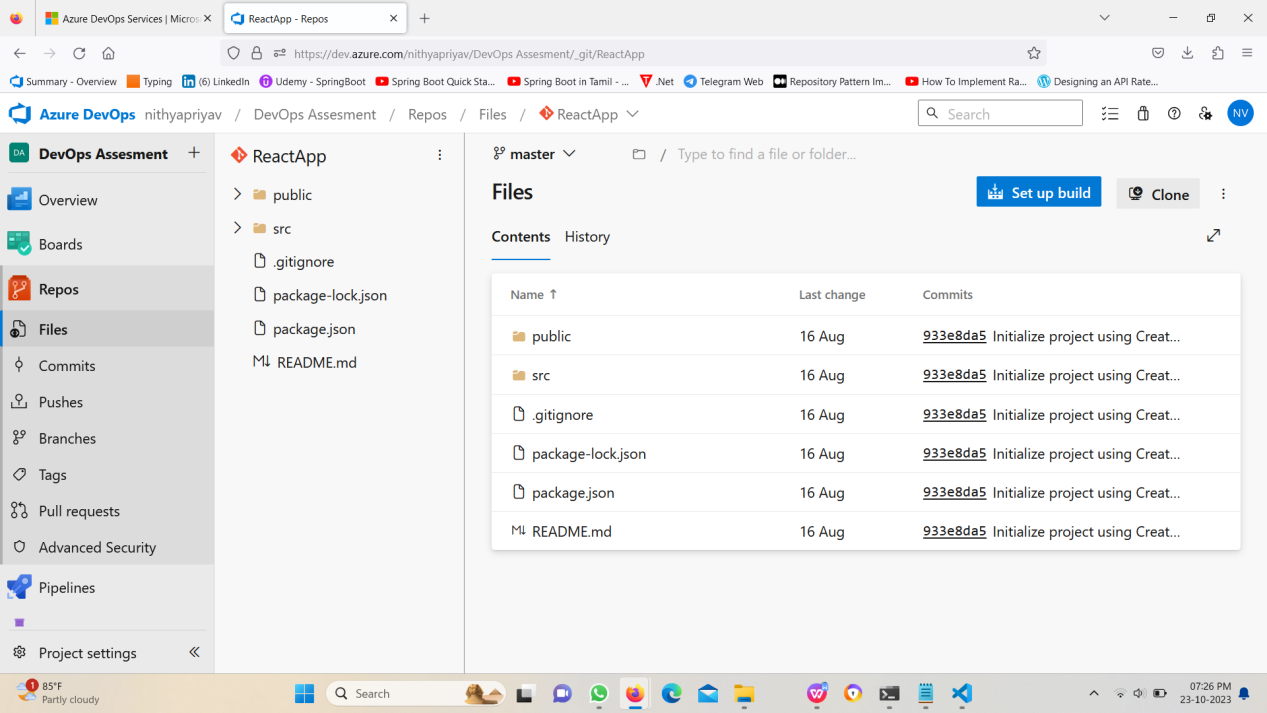 Azure DevOps Services | Micros
ReactApp - Repos
https://dev.azure.com/nithyapriyav/DevOps Assesment/_git/ReactApp
Summary - Overview
Typing
(6) LinkedIn
Udemy - SpringBoot
Spring Boot Quick Sta...
Spring Boot in Tamil - ...
.Net
Telegram Web
Repository Pattern Im...
How To Implement Ra...
Designing an API Rate...
Azure DevOps nithyapriyav / DevOps Assesment / Repos / Files / ReactApp
Search
NV
DA DevOps Assesment +
Overview
Boards
Repos
Files
Commits
Pushes
Branches
Tags
Pull requests
Advanced Security
Pipelines
Project settings
ReactApp
public
src
.gitignore
package-lock.json
package.json
README.md
master
/ Type to find a file or folder...
Files
Set up build
Clone
Contents History
Name ↑ Last change Commits
public 16 Aug 933e8da5 Initialize project using Creat...
src 16 Aug 933e8da5 Initialize project using Creat...
.gitignore 16 Aug 933e8da5 Initialize project using Creat...
package-lock.json 16 Aug 933e8da5 Initialize project using Creat...
package.json 16 Aug 933e8da5 Initialize project using Creat...
README.md 16 Aug 933e8da5 Initialize project using Creat...
1
85°F
Partly cloudy
Search
07:26 PM
23-10-2023